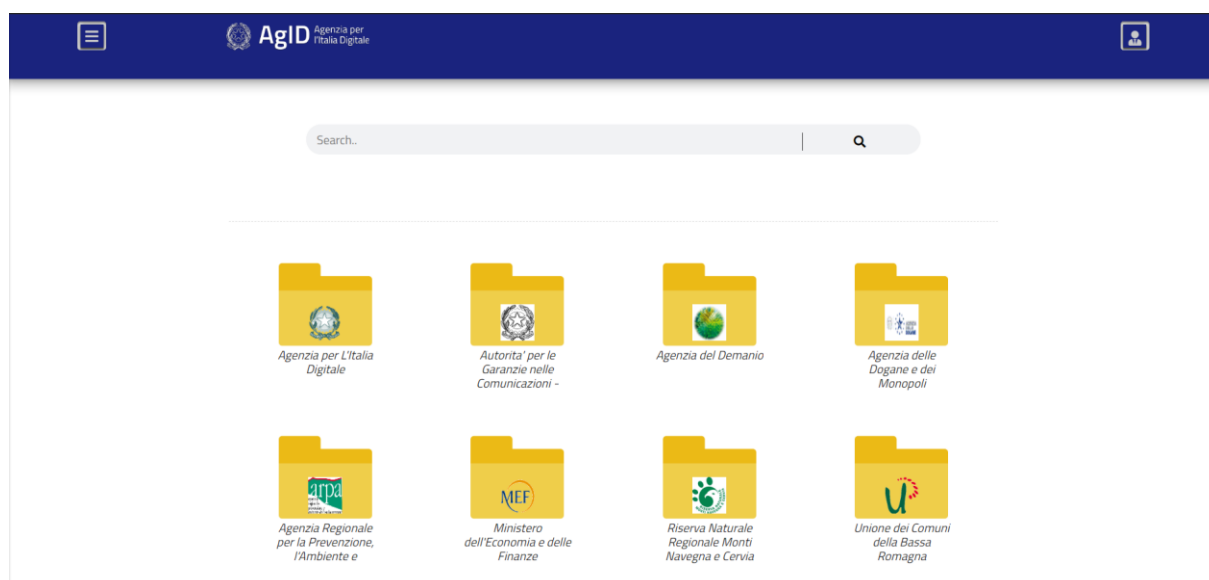 AgID Agenzia per
l'Italia Digitale
Search..
Agenzia per L'Italia
Digitale
Autorita' per le
Garanzie nelle
Comunicazioni -
Agenzia del Demanio
Agenzia delle
Dogane e dei
Monopoli
arpa
Agenzia Regionale
per la Prevenzione,
l'Ambiente e
MEF
Ministero
dell'Economia e delle
Finanze
Riserva Naturale
Regionale Monti
Navegna e Cervia
Unione dei Comuni
della Bassa
Romagna